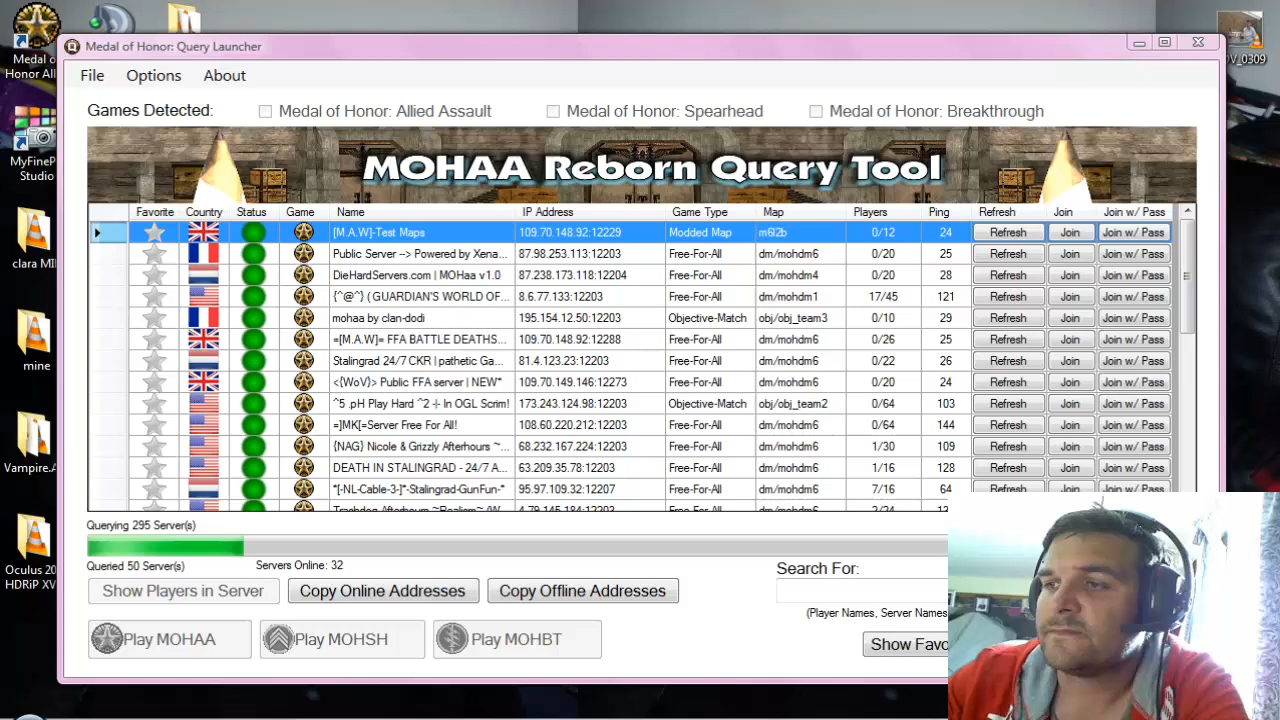 Medal of Honor All
MyFineP Studio
clara MI
mine
Vampire.A
Oculus 20 HDRiP XV
V_0309
Medal of Honor: Query Launcher
File Options About
Games Detected: Medal of Honor: Allied Assault Medal of Honor: Spearhead Medal of Honor: Breakthrough
MOHAA Reborn Query Tool
Favorite Country Status Game Name IP Address Game Type Map Players Ping Refresh Join Join w/ Pass
[M.A.W]-Test Maps 109.70.148.92:12229 Modded Map m6l2b 0/12 24 Refresh Join Join w/ Pass
Public Server --> Powered by Xena... 87.98.253.113:12203 Free-For-All dm/mohdm6 0/20 25 Refresh Join Join w/ Pass
DieHardServers.com | MOHaa v1.0 87.238.173.118:12204 Free-For-All dm/mohdm4 0/20 28 Refresh Join Join w/ Pass
{^@^} (GUARDIAN'S WORLD OF... 8.6.77.133:12203 Free-For-All dm/mohdm1 17/45 121 Refresh Join Join w/ Pass
mohaa by clan-dodi 195.154.12.50:12203 Objective-Match obj/obj_team3 0/10 29 Refresh Join Join w/ Pass
=[M.A.W]= FFA BATTLE DEATHS... 109.70.148.92:12288 Free-For-All dm/mohdm6 0/26 25 Refresh Join Join w/ Pass
Stalingrad 24/7 CKR | pathetic Ga... 81.4.123.23:12203 Free-For-All dm/mohdm6 0/22 26 Refresh Join Join w/ Pass
<{WoV}> Public FFA server | NEW* 109.70.149.146:12273 Free-For-All dm/mohdm6 0/20 24 Refresh Join Join w/ Pass
^5 .pH Play Hard ^2 -|- In OGL Scrim! 173.243.124.98:12203 Objective-Match obj/obj_team2 0/64 103 Refresh Join Join w/ Pass
=]MK[=Server Free For All! 108.60.220.212:12203 Free-For-All dm/mohdm6 0/64 144 Refresh Join Join w/ Pass
{NAG} Nicole & Grizzly Afterhours ~... 68.232.167.224:12203 Free-For-All dm/mohdm6 1/30 109 Refresh Join Join w/ Pass
DEATH IN STALINGRAD - 24/7 A... 63.209.35.78:12203 Free-For-All dm/mohdm6 1/16 128 Refresh Join Join w/ Pass
*[-NL-Cable-3-]*-Stalingrad-GunFun-* 95.97.109.32:12207 Free-For-All dm/mohdm6 7/16 64 Refresh Join Join w/ Pass
Querying 295 Server(s)
Queried 50 Server(s) Servers Online: 32
Search For:
Show Players in Server Copy Online Addresses Copy Offline Addresses
(Player Names, Server Names
Play MOHAA Play MOHSH Play MOHBT Show Favo